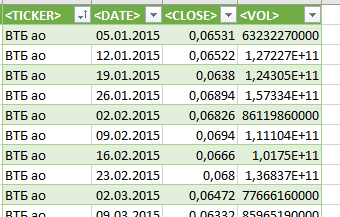 <TICKER> <DATE> <CLOSE> <VOL>
ВТБ ао 05.01.2015 0,06531 63232270000
ВТБ ао 12.01.2015 0,06522 1,27227E+11
ВТБ ао 19.01.2015 0,0638 1,24305E+11
ВТБ ао 26.01.2015 0,06894 1,57334E+11
ВТБ ао 02.02.2015 0,06826 86119860000
ВТБ ао 09.02.2015 0,0694 1,11104E+11
ВТБ ао 16.02.2015 0,0666 1,0175E+11
ВТБ ао 23.02.2015 0,068 1,36837E+11
ВТБ ао 02.03.2015 0,06472 77666160000
ВТБ ао 09.03.2015 0,06332 85965190000